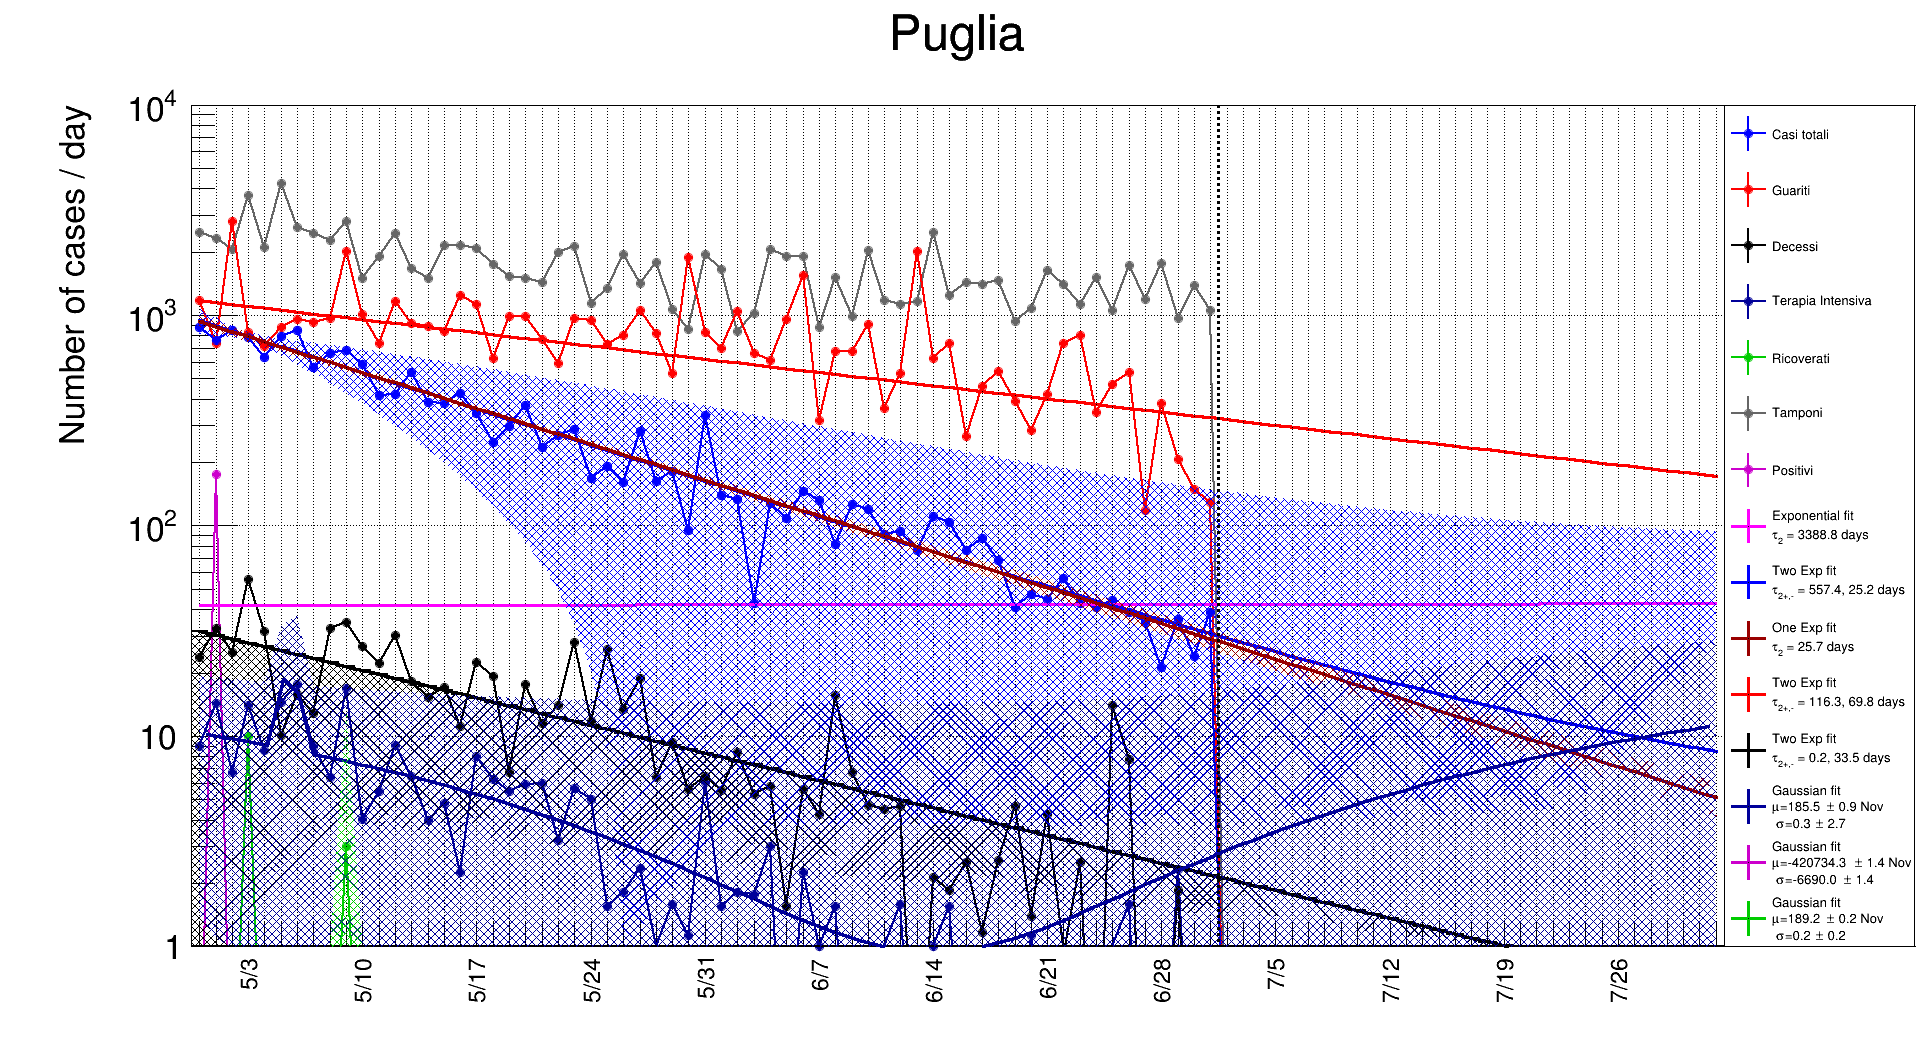 Puglia
Number of cases / day
10⁴
10³
10²
10
1
5/3
5/10
5/17
5/24
5/31
6/7
6/14
6/21
6/28
7/5
7/12
7/19
7/26
Casi totali
Guariti
Decessi
Terapia Intensiva
Ricoverati
Tamponi
Positivi
Exponential fit
τ₂ = 3388.8 days
Two Exp fit
τ₂₊,₋ = 557.4, 25.2 days
One Exp fit
τ₂ = 25.7 days
Two Exp fit
τ₂₊,₋ = 116.3, 69.8 days
Two Exp fit
τ₂₊,₋ = 0.2, 33.5 days
Gaussian fit
μ=185.5 ± 0.9 Nov
σ=0.3 ± 2.7
Gaussian fit
μ=-420734.3 ± 1.4 Nov
σ=-6690.0 ± 1.4
Gaussian fit
μ=189.2 ± 0.2 Nov
σ=0.2 ± 0.2